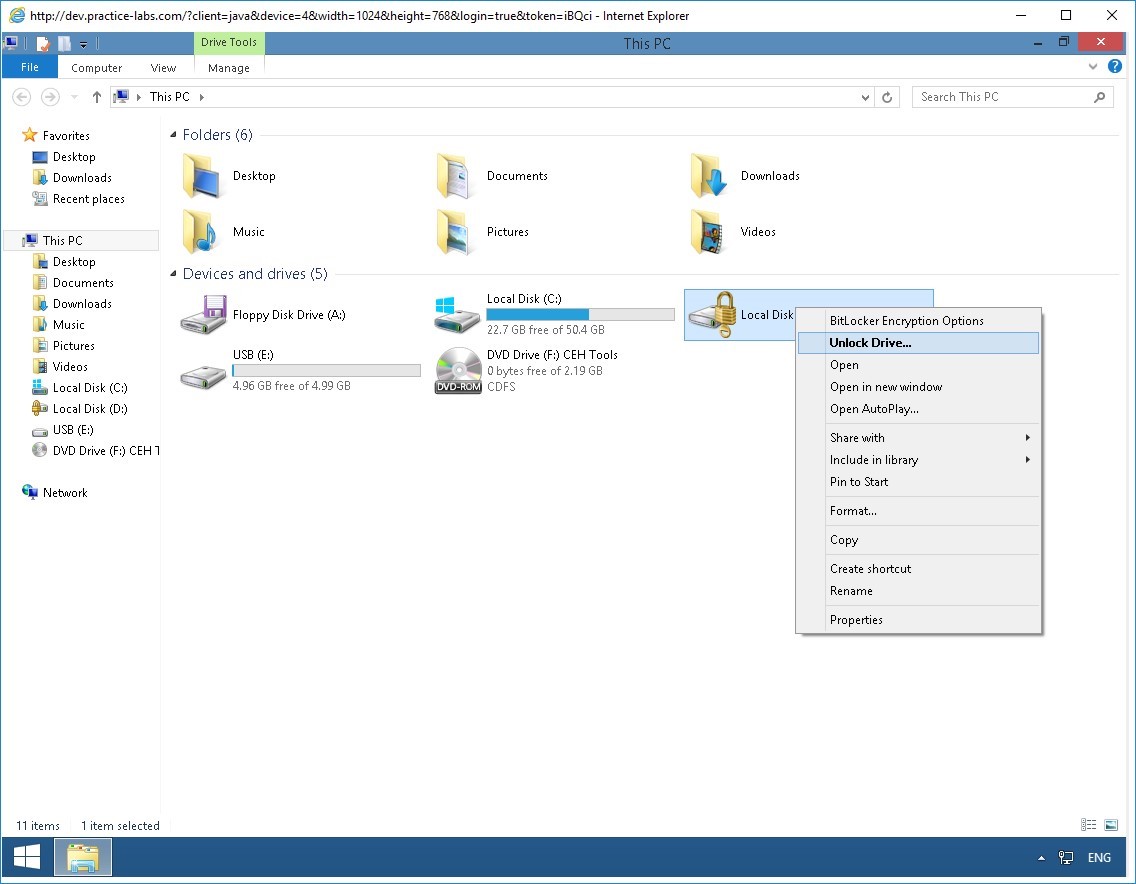 http://dev.practice-labs.com/?client=java&device=4&width=1024&height=768&login=true&token=iBQci - Internet Explorer
Drive Tools
This PC
File
Computer
View
Manage
This PC
Search This PC
Favorites
Desktop
Downloads
Recent places
This PC
Desktop
Documents
Downloads
Music
Pictures
Videos
Local Disk (C:)
Local Disk (D:)
USB (E:)
DVD Drive (F:) CEH T
Network
Folders (6)
Desktop
Documents
Downloads
Music
Pictures
Videos
Devices and drives (5)
Floppy Disk Drive (A:)
Local Disk (C:)
22.7 GB free of 50.4 GB
Local Disk
USB (E:)
4.96 GB free of 4.99 GB
DVD Drive (F:) CEH Tools
0 bytes free of 2.19 GB
CDFS
DVD-ROM
BitLocker Encryption Options
Unlock Drive...
Open
Open in new window
Open AutoPlay...
Share with
Include in library
Pin to Start
Format...
Copy
Create shortcut
Rename
Properties
11 items
1 item selected
ENG